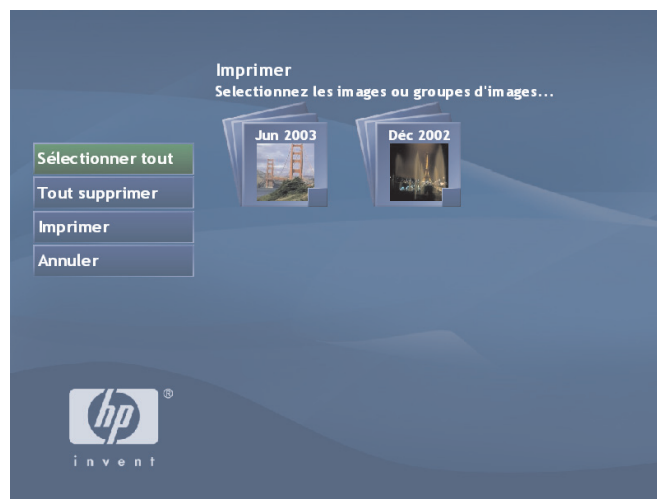 Imprimer
Selectionnez les images ou groupes d'images...
Jun 2003
Déc 2002
Sélectionner tout
Tout supprimer
Imprimer
Annuler
hp
®
invent